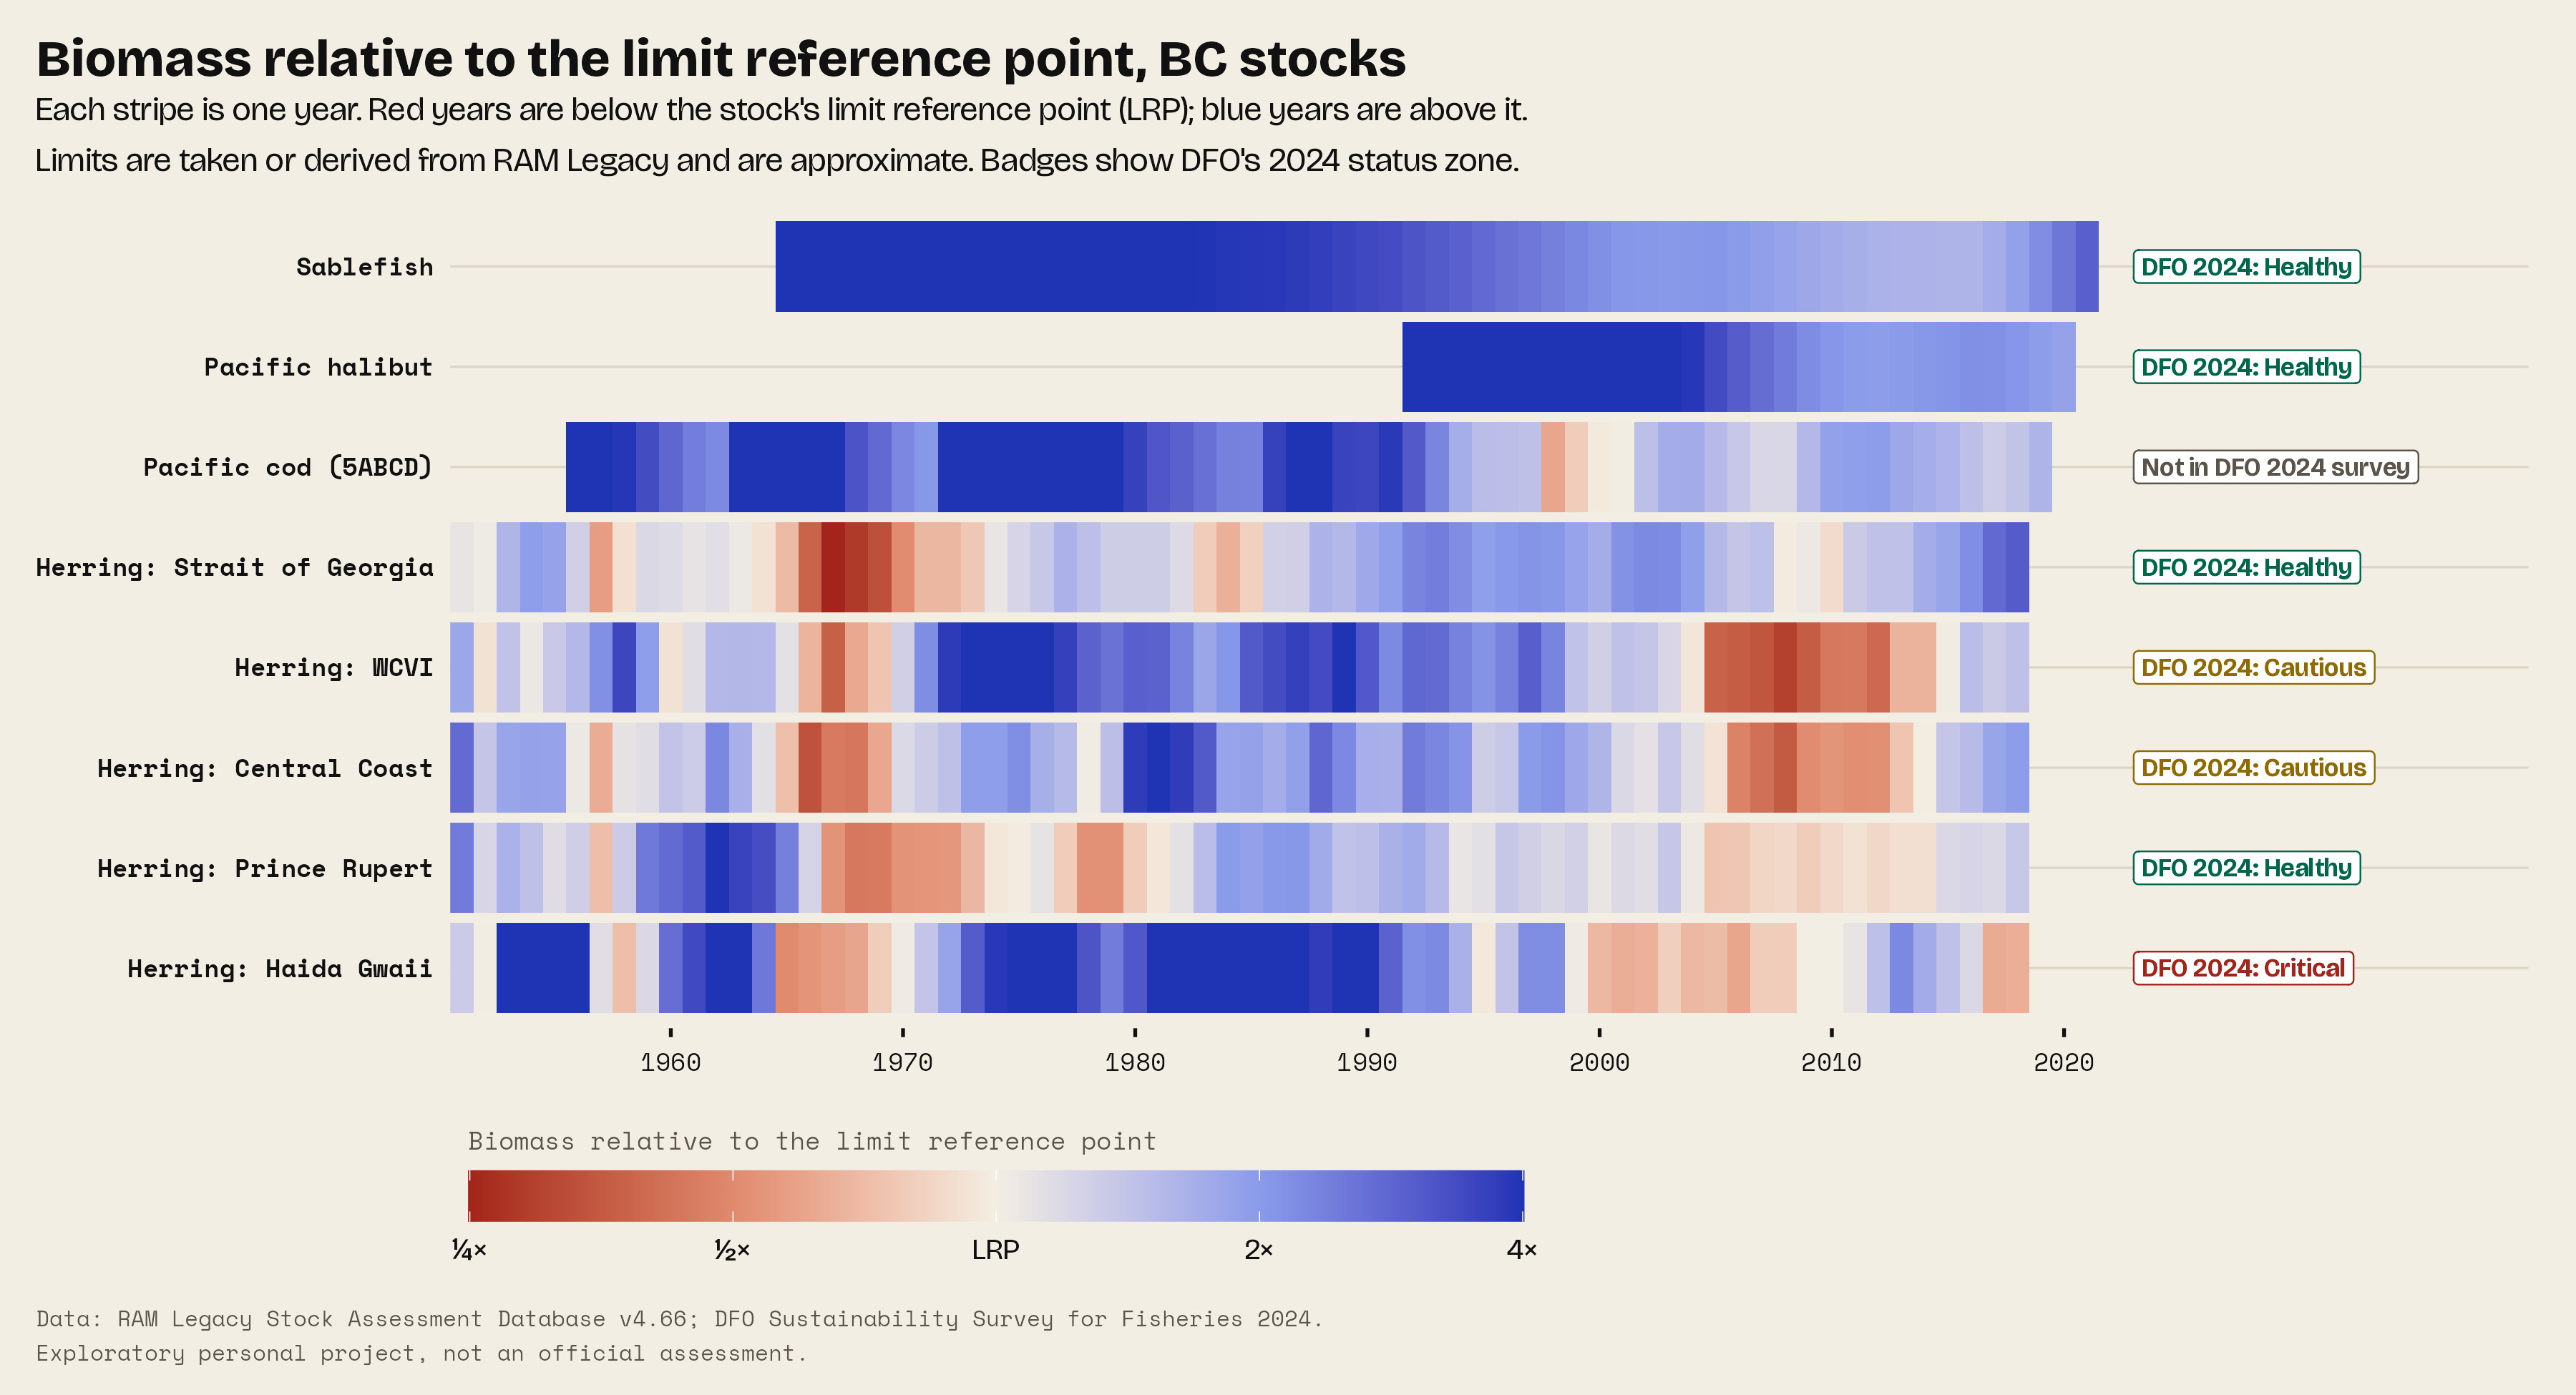 Biomass relative to the limit reference point, BC stocks
Each stripe is one year. Red years are below the stock's limit reference point (LRP); blue years are above it.
Limits are taken or derived from RAM Legacy and are approximate. Badges show DFO's 2024 status zone.
Sablefish DFO 2024: Healthy
Pacific halibut DFO 2024: Healthy
Pacific cod (5ABCD) Not in DFO 2024 survey
Herring: Strait of Georgia DFO 2024: Healthy
Herring: WCVI DFO 2024: Cautious
Herring: Central Coast DFO 2024: Cautious
Herring: Prince Rupert DFO 2024: Healthy
Herring: Haida Gwaii DFO 2024: Critical
1960 1970 1980 1990 2000 2010 2020
Biomass relative to the limit reference point
¼× ½× LRP 2× 4×
Data: RAM Legacy Stock Assessment Database v4.66; DFO Sustainability Survey for Fisheries 2024.
Exploratory personal project, not an official assessment.